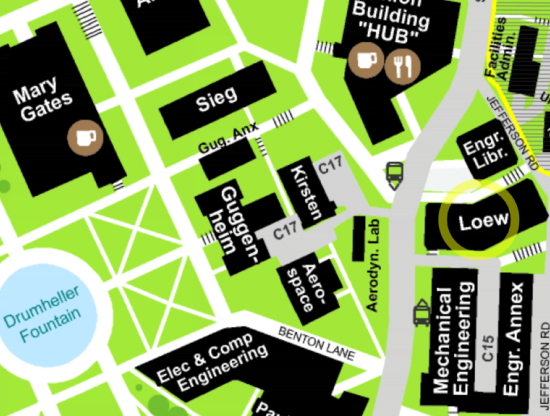 Building
"HUB"
Facilities
Admin.
Mary
Gates
Sieg
Gug. Anx
JEFFERSON RD
Engr.
Libr.
C17
Kirsten
Guggen-
heim
C17
Loew
Aerodyn. Lab
Aero-
space
Drumheller
Fountain
BENTON LANE
Mechanical
Engineering
C15
Engr. Annex
JEFFERSON RD
Elec & Comp
Engineering